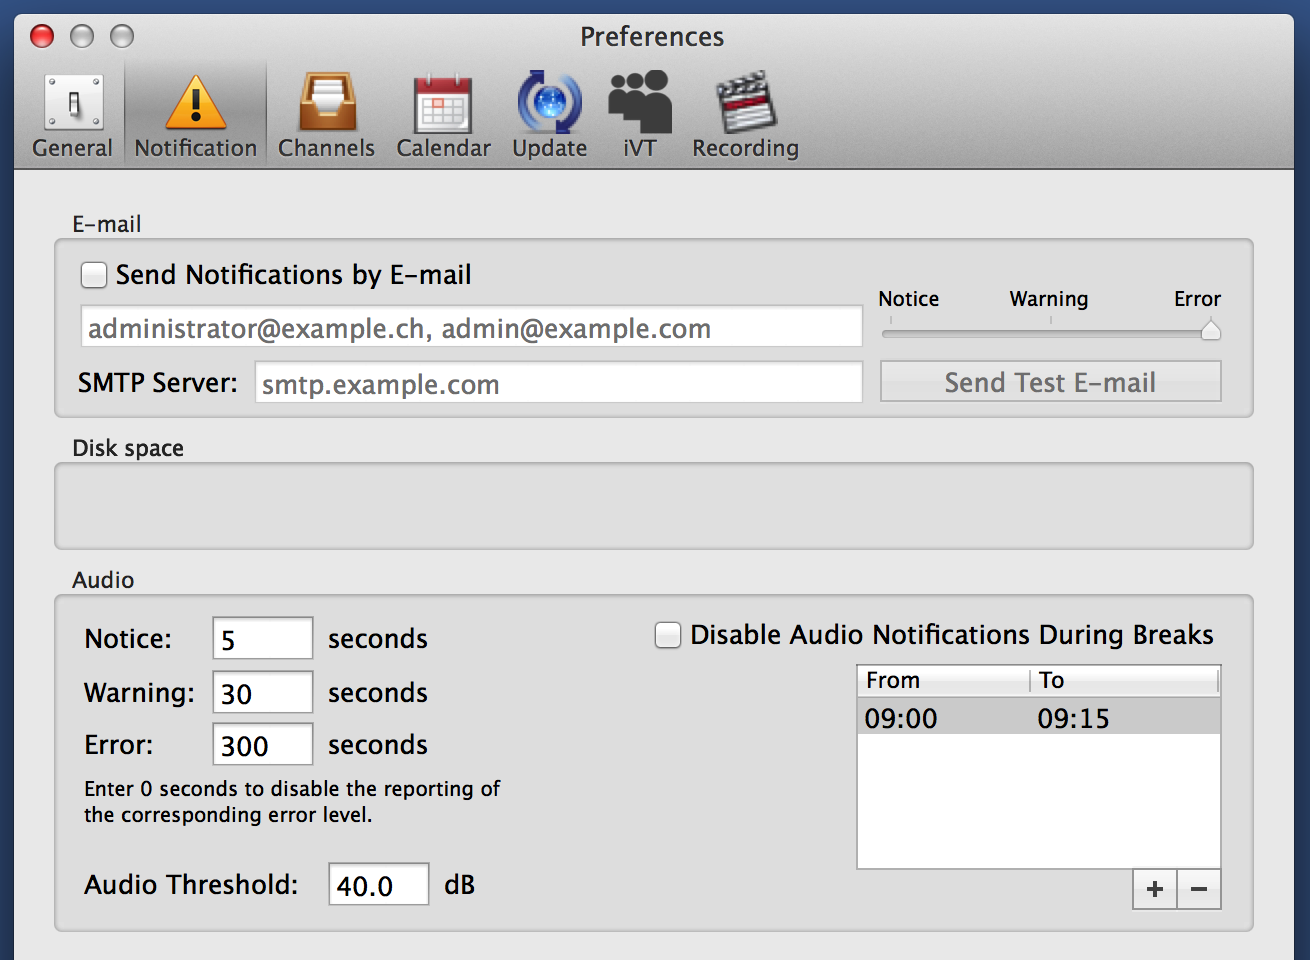 Preferences
General Notification Channels Calendar Update iVT Recording
E-mail
Send Notifications by E-mail
Notice Warning Error
administrator@example.ch, admin@example.com
SMTP Server: smtp.example.com Send Test E-mail
Disk space
Audio
Notice: 5 seconds Disable Audio Notifications During Breaks
From To
Warning: 30 seconds
09:00 09:15
Error: 300 seconds
Enter 0 seconds to disable the reporting of
the corresponding error level.
Audio Threshold: 40.0 dB
+ −